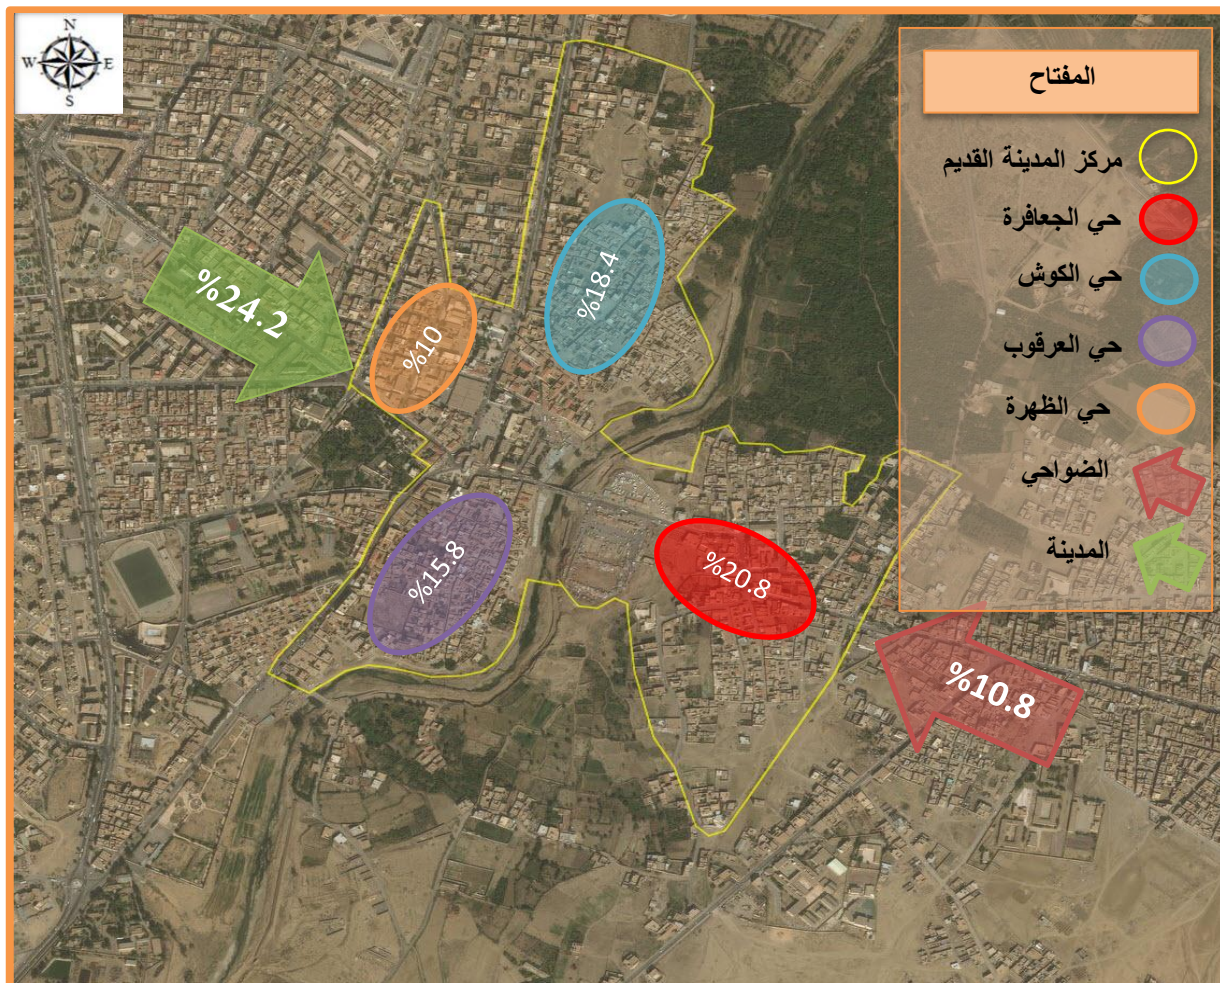 N
W E
S
المفتاح
مركز المدينة القديم
حي الجعافرة
حي الكوش
حي العرقوب
حي الظهرة
الضواحي
المدينة
%24.2
%10
%18.4
%15.8
%20.8
%10.8